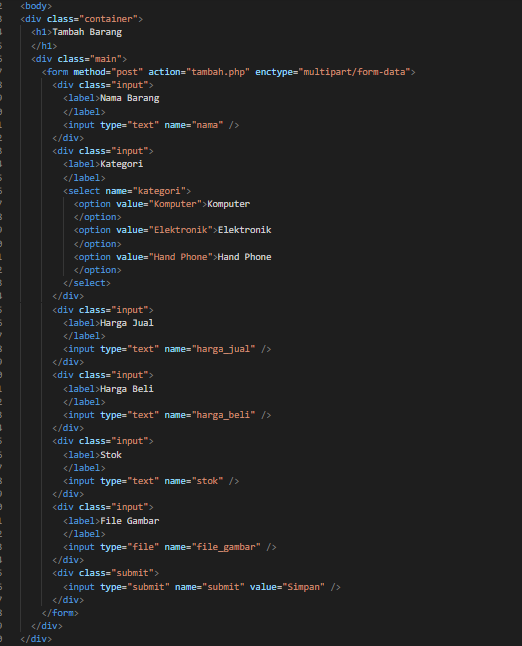 <body>
<div class="container">
<h1>Tambah Barang
</h1>
<div class="main">
<form method="post" action="tambah.php" enctype="multipart/form-data">
<div class="input">
<label>Nama Barang
</label>
<input type="text" name="nama" />
</div>
<div class="input">
<label>Kategori
</label>
<select name="kategori">
<option value="Komputer">Komputer
</option>
<option value="Elektronik">Elektronik
</option>
<option value="Hand Phone">Hand Phone
</option>
</select>
</div>
<div class="input">
<label>Harga Jual
</label>
<input type="text" name="harga_jual" />
</div>
<div class="input">
<label>Harga Beli
</label>
<input type="text" name="harga_beli" />
</div>
<div class="input">
<label>Stok
</label>
<input type="text" name="stok" />
</div>
<div class="input">
<label>File Gambar
</label>
<input type="file" name="file_gambar" />
</div>
<div class="submit">
<input type="submit" name="submit" value="Simpan" />
</div>
</form>
</div>
</div>